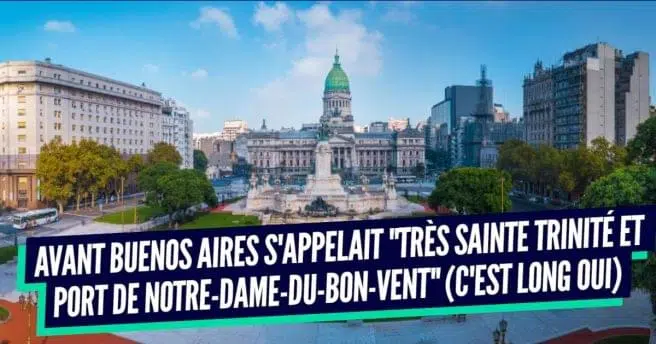 AVANT BUENOS AIRES S'APPELAIT "TRÈS SAINTE TRINITÉ ET
PORT DE NOTRE-DAME-DU-BON-VENT" (C'EST LONG OUI)